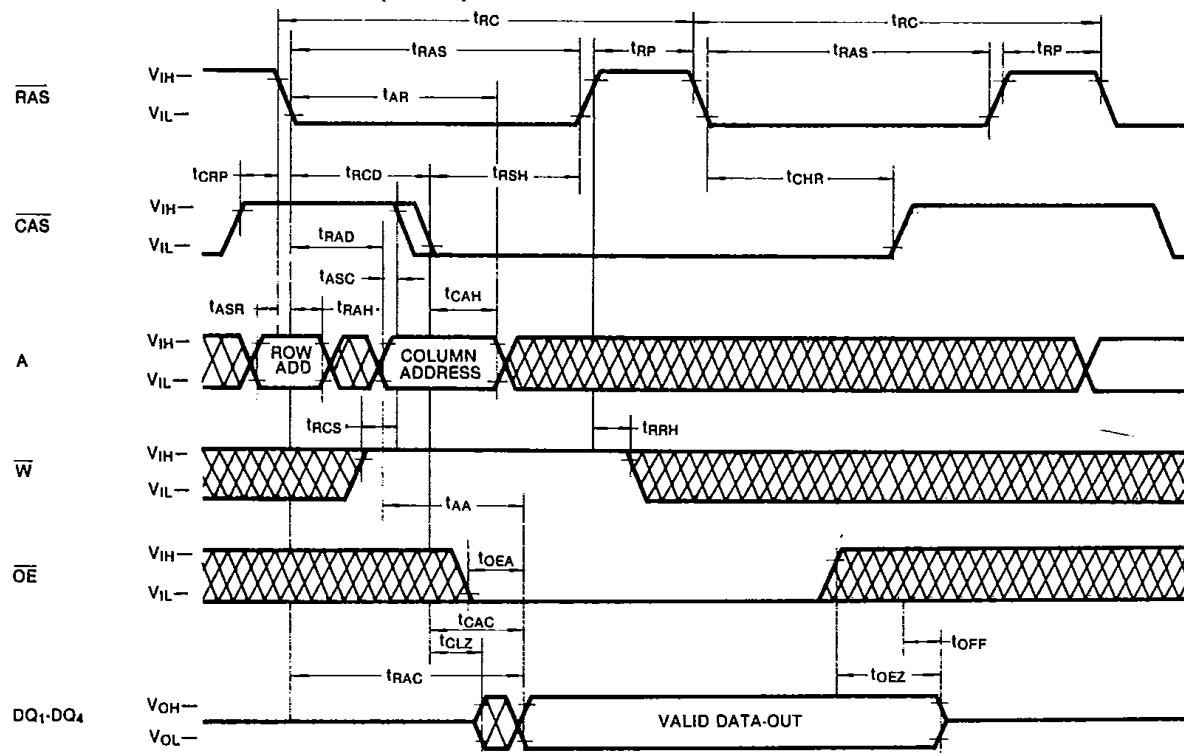 tRC tRC
tRAS tRP tRAS tRP
RAS VIH— VIL—
tAR
tCRP tRCD tRSH tCHR
CAS VIH— VIL—
tRAD
tASC
tASR tRAH tCAH
A VIH— VIL—
ROW ADD
COLUMN ADDRESS
tRCS tRRH
W VIH— VIL—
tAA
OE VIH— VIL—
tOEA
tCAC
tCLZ tOFF
tRAC tOEZ
DQ1-DQ4 VOH— VOL—
VALID DATA-OUT